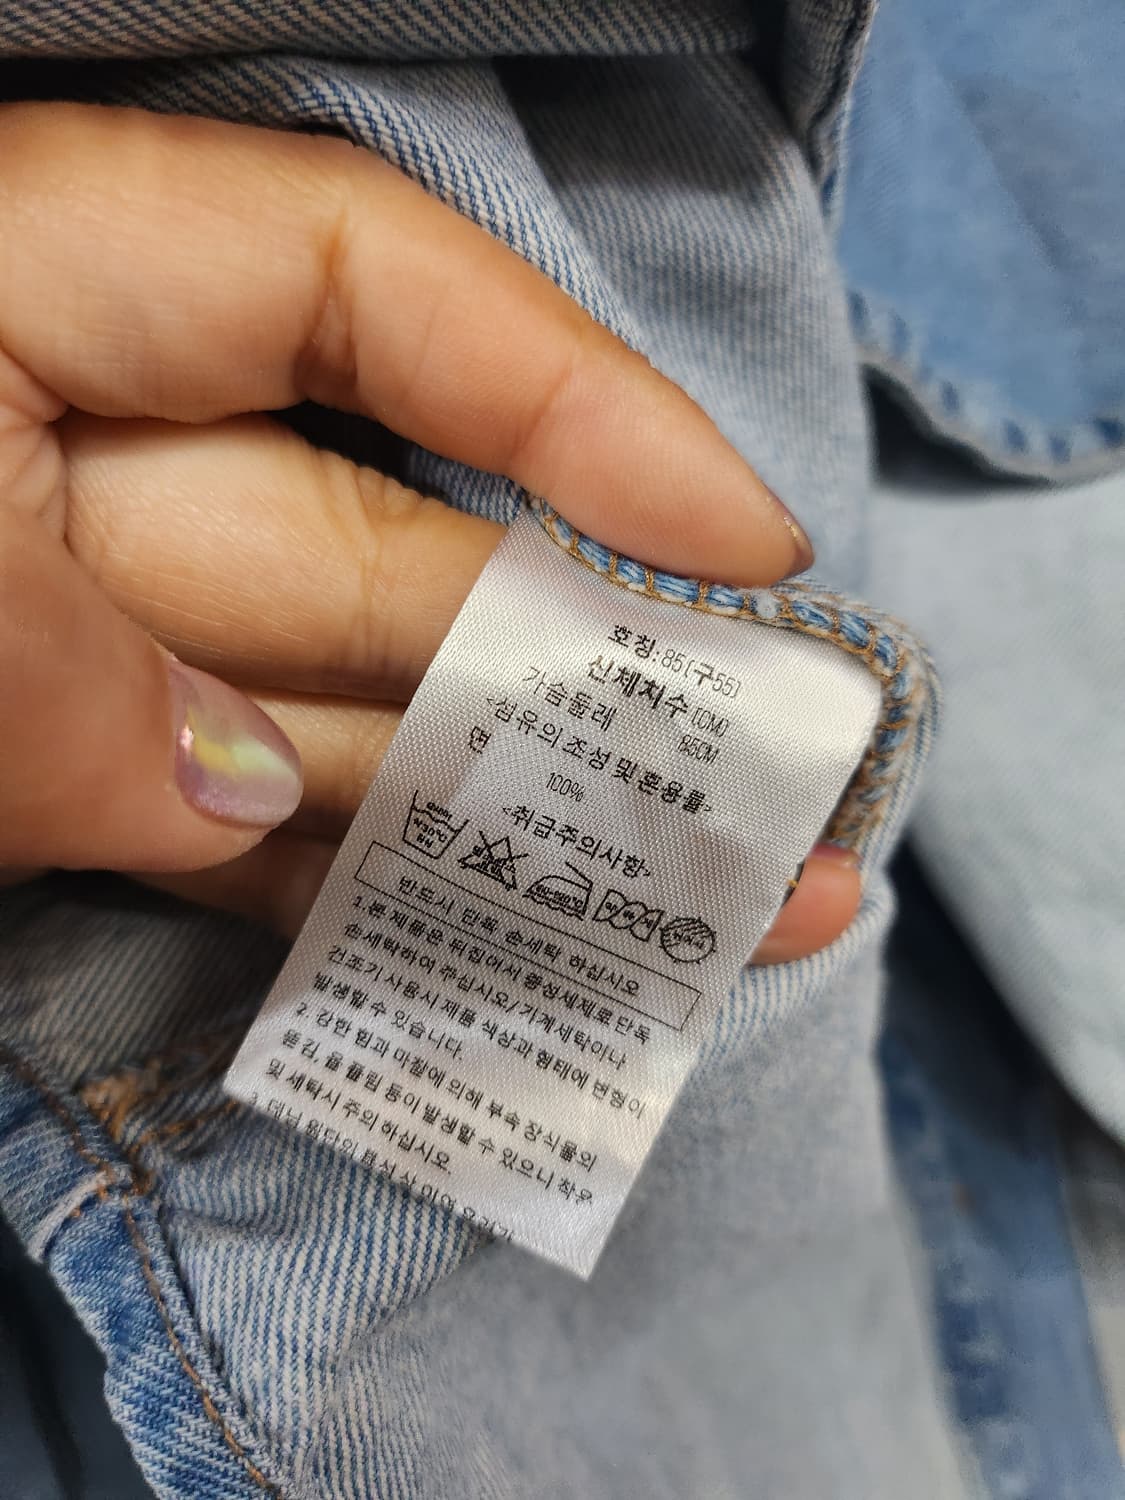 호칭:85(구55)
신체치수(CM)
가슴둘레 85CM
<섬유의조성 및 혼용률>
면 100%
<취급주의사항>
반드시 단독 손세탁 하십시오
1.본 제품은 뒤집어서 중성세제로 단독
손세탁하여 주십시오/기계세탁이나
건조기 사용시 제품 색상과 형태에 변형이
발생할 수 있습니다.
2. 강한 힘과 마찰에 의해 부속 장식물의
뜯김, 올 풀림 등이 발생할 수 있으니 착용
및 세탁시 주의 하십시오.
3. 데님 원단의